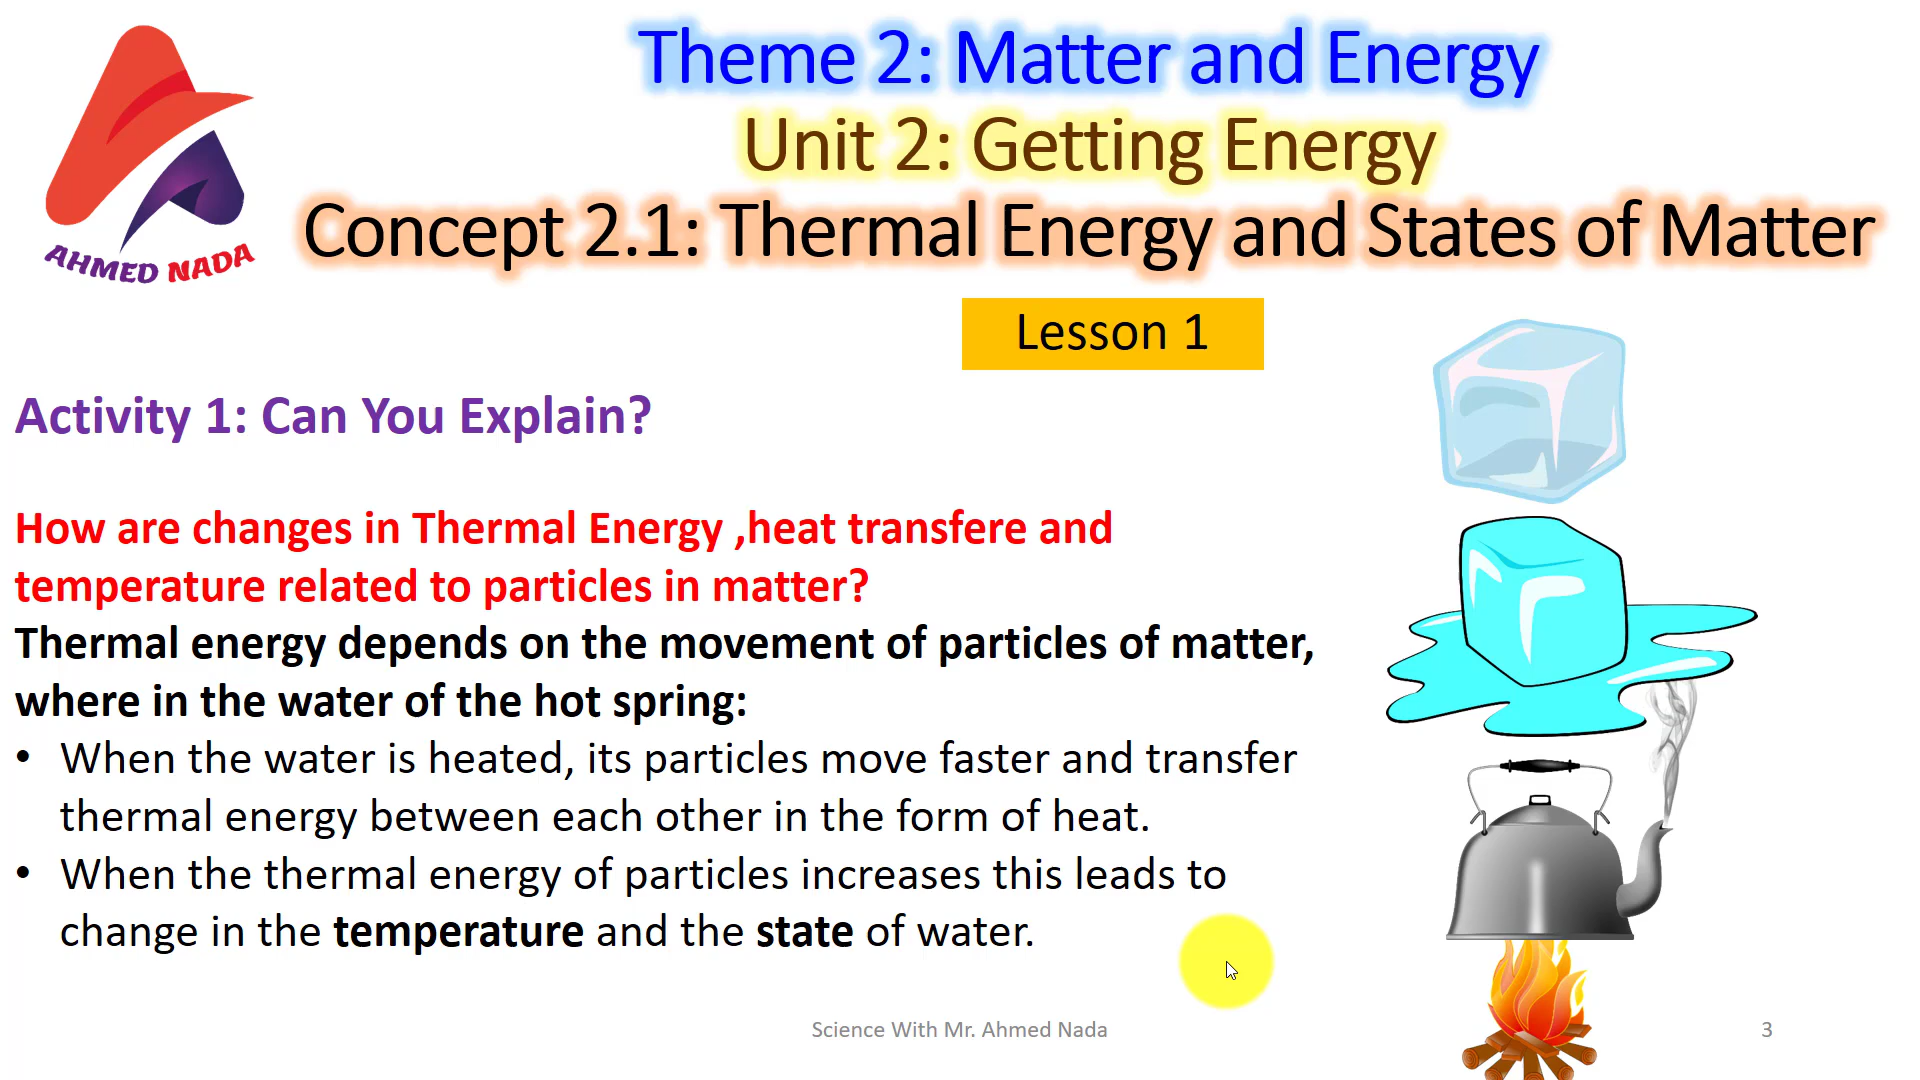 Theme 2: Matter and Energy
Unit 2: Getting Energy
Concept 2.1: Thermal Energy and States of Matter
AHMED NADA
Lesson 1
Activity 1: Can You Explain?
How are changes in Thermal Energy ,heat transfere and
temperature related to particles in matter?
Thermal energy depends on the movement of particles of matter,
where in the water of the hot spring:
• When the water is heated, its particles move faster and transfer
thermal energy between each other in the form of heat.
• When the thermal energy of particles increases this leads to
change in the temperature and the state of water.
Science With Mr. Ahmed Nada
3